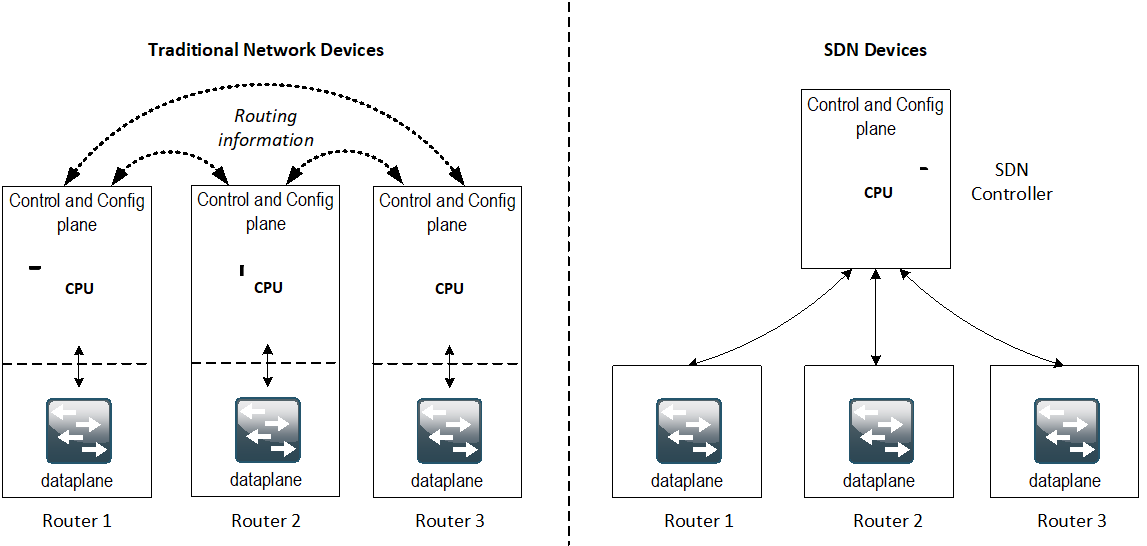 Traditional Network Devices
Routing
information
Control and Config
plane
CPU
dataplane
Router 1
Control and Config
plane
CPU
dataplane
Router 2
Control and Config
plane
CPU
dataplane
Router 3
SDN Devices
Control and Config
plane
CPU
SDN
Controller
dataplane
Router 1
dataplane
Router 2
dataplane
Router 3